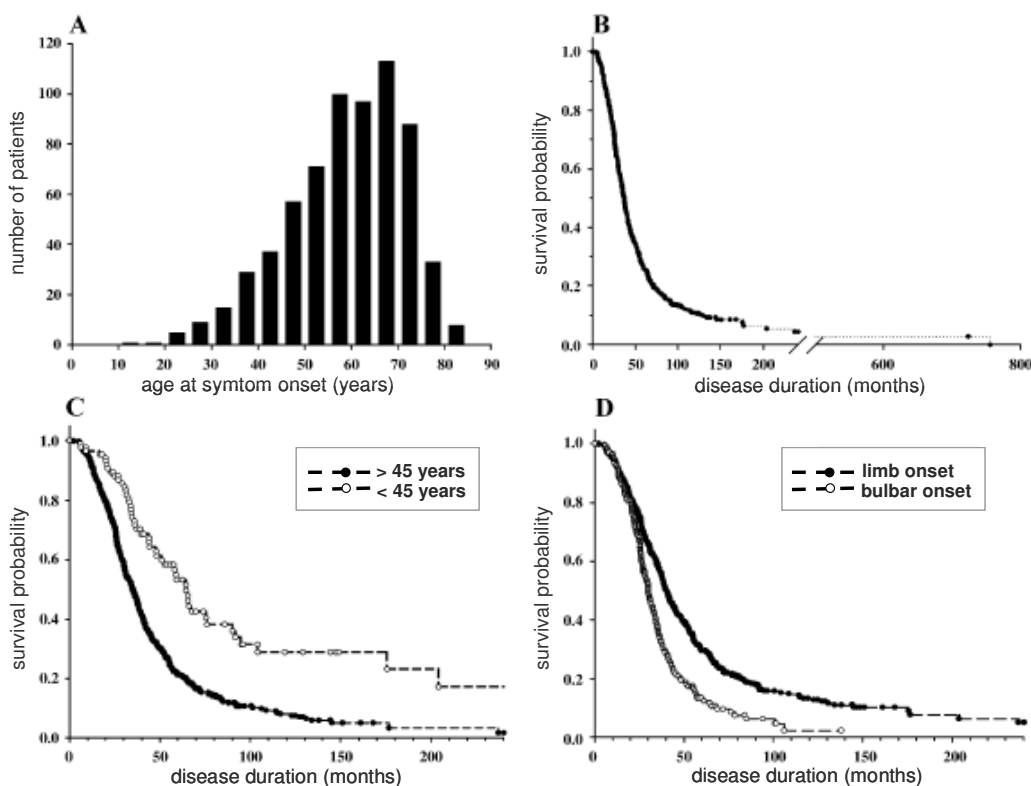 A
120
100
80
60
40
20
0
0 10 20 30 40 50 60 70 80 90
number of patients
age at symtom onset (years)
B
1.0
0.8
0.6
0.4
0.2
0.0
0 50 100 150 200 600 800
survival probability
disease duration (months)
C
1.0
0.8
0.6
0.4
0.2
0.0
0 50 100 150 200
survival probability
disease duration (months)
> 45 years
< 45 years
D
1.0
0.8
0.6
0.4
0.2
0.0
0 50 100 150 200
survival probability
disease duration (months)
limb onset
bulbar onset